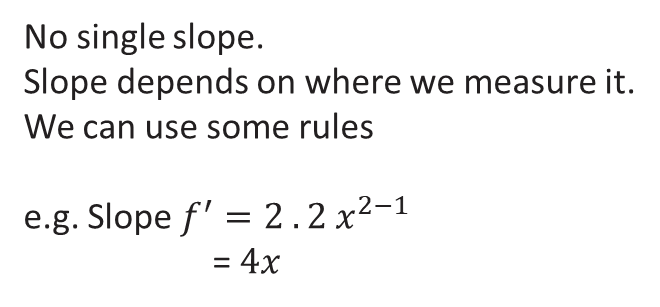 No single slope.
Slope depends on where we measure it.
We can use some rules
e.g. Slope 𝑓′ = 2 . 2 𝑥²⁻¹
= 4𝑥